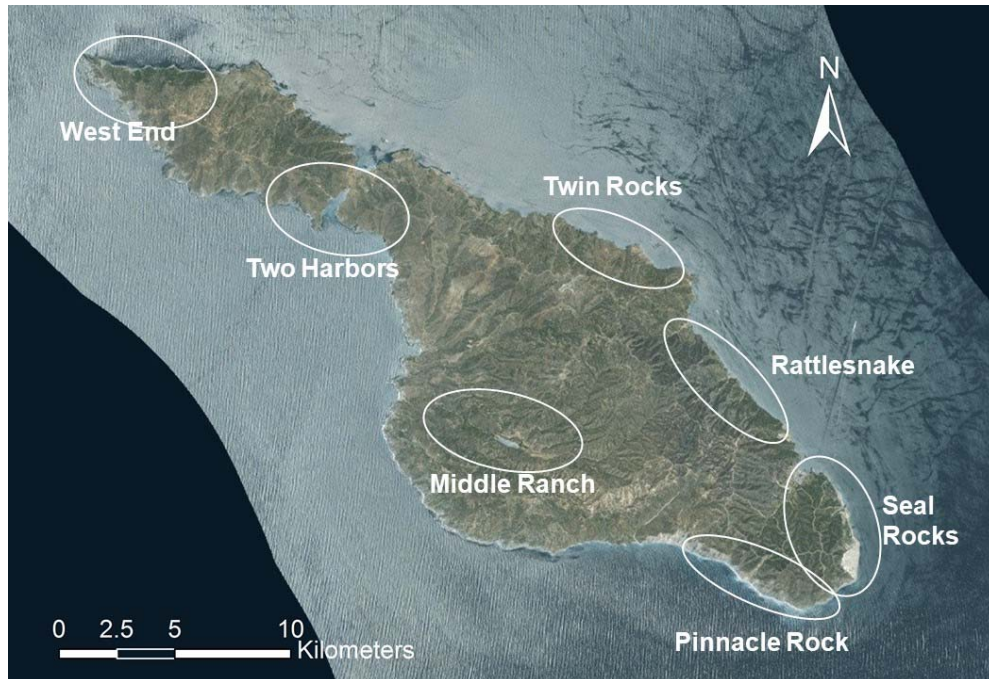 N
West End
Twin Rocks
Two Harbors
Rattlesnake
Middle Ranch
Seal
Rocks
Pinnacle Rock
0 2.5 5 10
Kilometers